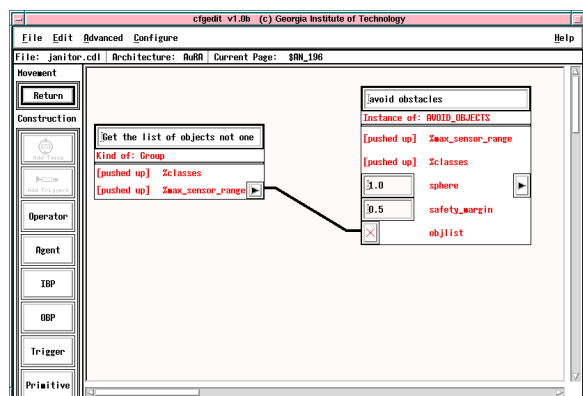 cfgedit v1.0b (c) Georgia Institute of Technology
File Edit Advanced Configure Help
File: janitor.cdl Architecture: AuRA Current Page: $AN_196
Movement
Return
Construction
Add Tasks
Add Triggers
Operator
Agent
IBP
OBP
Trigger
Primitive
Get the list of objects not one
Kind of: Group
[pushed up] %classes
[pushed up] %max_sensor_range
avoid obstacles
Instance of: AVOID_OBJECTS
[pushed up] %max_sensor_range
[pushed up] %classes
1.0 sphere
0.5 safety_margin
objlist